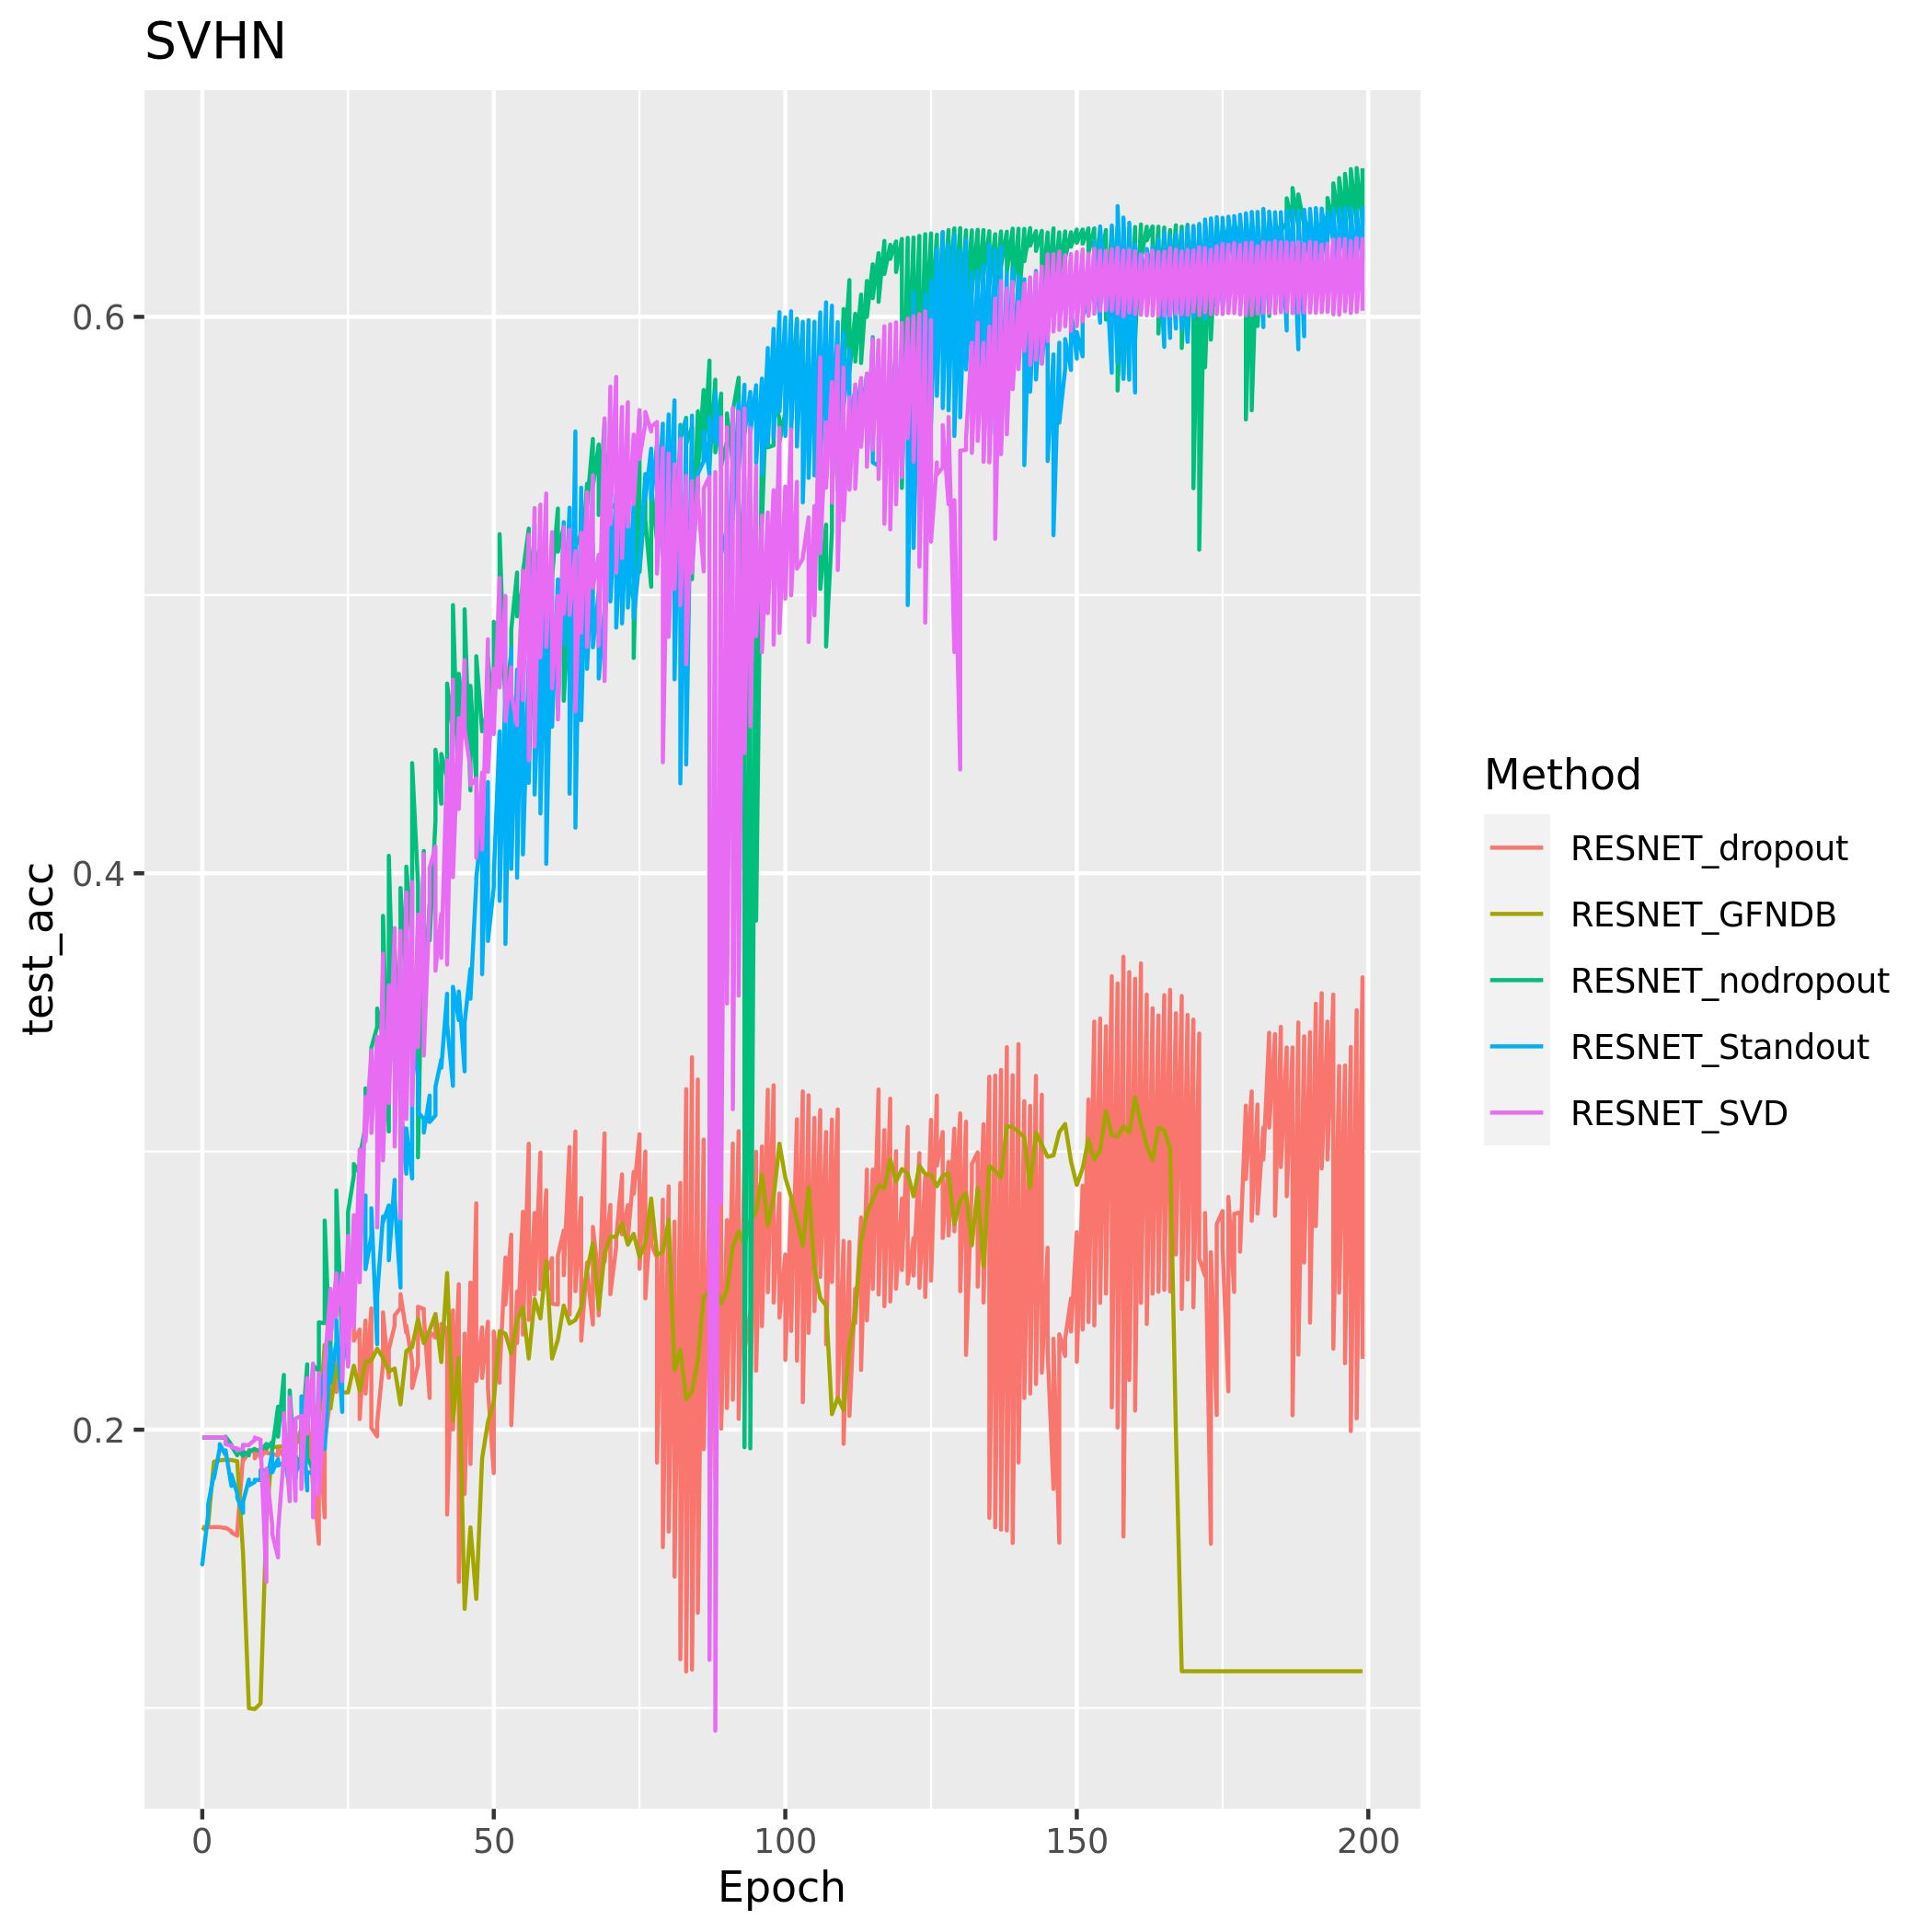 SVHN
test_acc
0.6
0.4
0.2
0
50
100
150
200
Epoch
Method
RESNET_dropout
RESNET_GFNDB
RESNET_nodropout
RESNET_Standout
RESNET_SVD